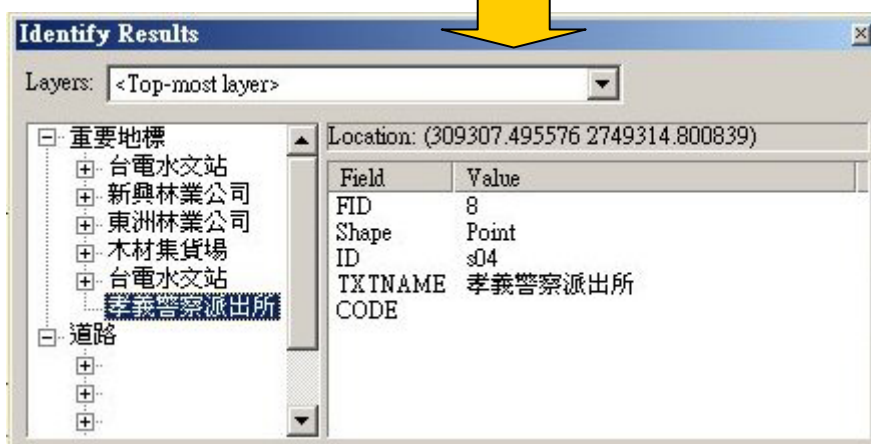 Identify Results
Layers: <Top-most layer>
重要地標
台電水文站
新興林業公司
東洲林業公司
木材集貨場
台電水文站
孝義警察派出所
道路
Location: (309307.495576 2749314.800839)
Field Value
FID 8
Shape Point
ID s04
TXTNAME 孝義警察派出所
CODE